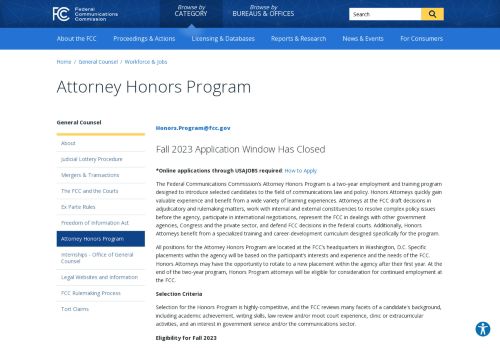 Federal
Communications
Commission
Browse by
CATEGORY
Browse by
BUREAUS & OFFICES
Search
About the FCC
Proceedings & Actions
Licensing & Databases
Reports & Research
News & Events
For Consumers
Home / General Counsel / Workforce & Jobs
Attorney Honors Program
General Counsel
About
Judicial Lottery Procedure
Mergers & Transactions
The FCC and the Courts
Ex Parte Rules
Freedom of Information Act
Attorney Honors Program
Internships - Office of General
Counsel
Legal Websites and Information
FCC Rulemaking Process
Tort Claims
Honors.Program@fcc.gov
Fall 2023 Application Window Has Closed
*Online applications through USAJOBS required: How to Apply.
The Federal Communications Commission's Attorney Honors Program is a two-year employment and training program
designed to introduce selected candidates to the field of communications law and policy. Honors Attorneys quickly gain
valuable experience and benefit from a wide variety of learning experiences. Attorneys at the FCC draft decisions in
adjudicatory and rulemaking matters, work with internal and external constituencies to resolve complex policy issues
before the agency, participate in international negotiations, represent the FCC in dealings with other government
agencies, Congress and the private sector, and defend FCC decisions in the federal courts. Additionally, Honors
Attorneys benefit from a specialized training and career-development curriculum designed specifically for the program.
All positions for the Attorney Honors Program are located at the FCC's headquarters in Washington, D.C. Specific
placements within the agency will be based on the participant's interests and experience and the needs of the FCC.
Honors Attorneys may have the opportunity to rotate to a new placement within the agency after their first year. At the
end of the two-year program, Honors Program attorneys will be eligible for consideration for continued employment at
the FCC.
Selection Criteria
Selection for the Honors Program is highly-competitive, and the FCC reviews many facets of a candidate's background,
including academic achievement, writing skills, law review and/or moot court experience, clinic or extracurricular
activities, and an interest in government service and/or the communications sector.
Eligibility for Fall 2023